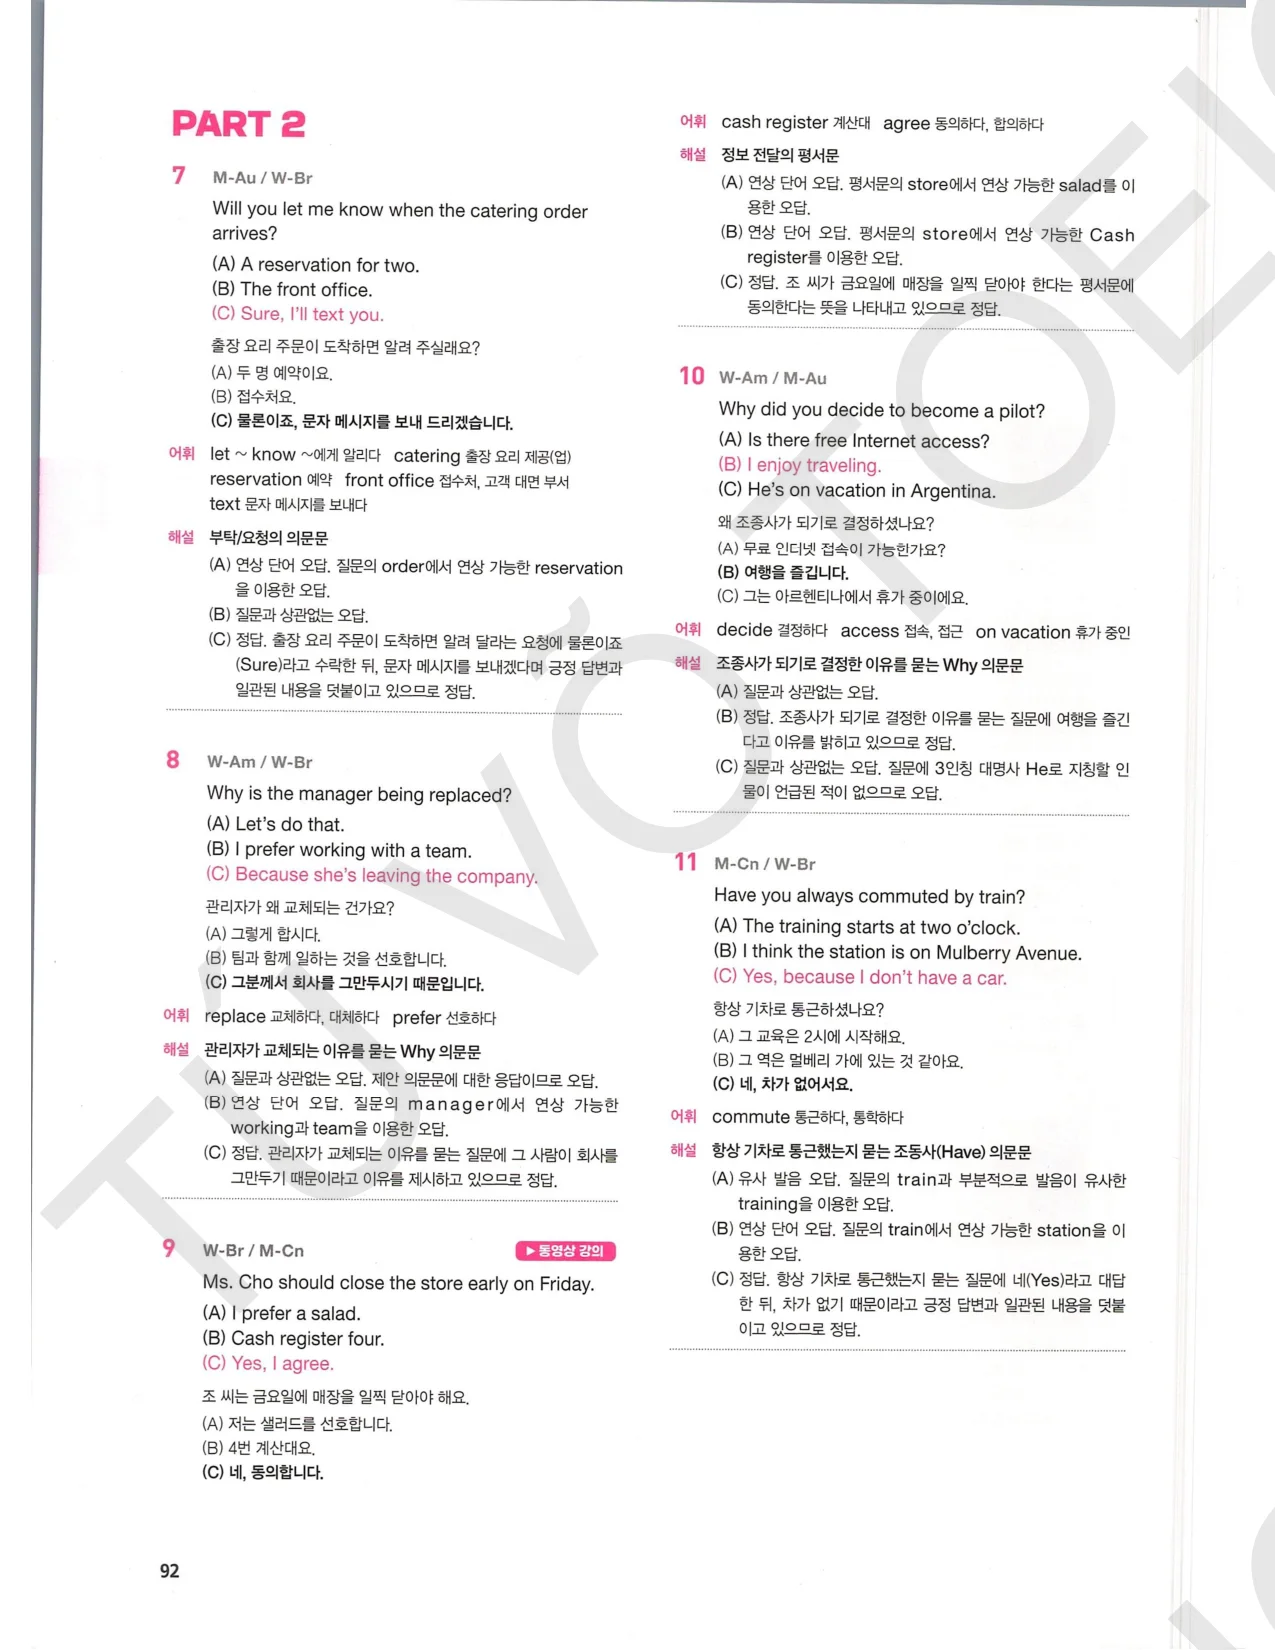 PART 2
7 M-Au / W-Br
Will you let me know when the catering order
arrives?
(A) A reservation for two.
(B) The front office.
(C) Sure, I'll text you.
출장 요리 주문이 도착하면 알려 주실래요?
(A) 두 명 예약이요.
(B) 접수처요.
(C) 물론이죠, 문자 메시지를 보내 드리겠습니다.
어휘 let ~ know ~에게 알리다 catering 출장 요리 제공(업)
reservation 예약 front office 접수처, 고객 대면 부서
text 문자 메시지를 보내다
해설 부탁/요청의 의문문
(A) 연상 단어 오답. 질문의 order에서 연상 가능한 reservation
을 이용한 오답.
(B) 질문과 상관없는 오답.
(C) 정답. 출장 요리 주문이 도착하면 알려 달라는 요청에 물론이죠
(Sure)라고 수락한 뒤, 문자 메시지를 보내겠다며 긍정 답변과
일관된 내용을 덧붙이고 있으므로 정답.
8 W-Am / W-Br
Why is the manager being replaced?
(A) Let's do that.
(B) I prefer working with a team.
(C) Because she's leaving the company.
관리자가 왜 교체되는 건가요?
(A) 그렇게 합시다.
(B) 팀과 함께 일하는 것을 선호합니다.
(C) 그분께서 회사를 그만두시기 때문입니다.
어휘 replace 교체하다, 대체하다 prefer 선호하다
해설 관리자가 교체되는 이유를 묻는 Why 의문문
(A) 질문과 상관없는 오답. 제안 의문문에 대한 응답이므로 오답.
(B) 연상 단어 오답. 질문의 manager에서 연상 가능한
working과 team을 이용한 오답.
(C) 정답. 관리자가 교체되는 이유를 묻는 질문에 그 사람이 회사를
그만두기 때문이라고 이유를 제시하고 있으므로 정답.
9 W-Br / M-Cn ▶ 동영상 강의
Ms. Cho should close the store early on Friday.
(A) I prefer a salad.
(B) Cash register four.
(C) Yes, I agree.
조 씨는 금요일에 매장을 일찍 닫아야 해요.
(A) 저는 샐러드를 선호합니다.
(B) 4번 계산대요.
(C) 네, 동의합니다.
어휘 cash register 계산대 agree 동의하다, 합의하다
해설 정보 전달의 평서문
(A) 연상 단어 오답. 평서문의 store에서 연상 가능한 salad를 이
용한 오답.
(B) 연상 단어 오답. 평서문의 store에서 연상 가능한 Cash
register를 이용한 오답.
(C) 정답. 조 씨가 금요일에 매장을 일찍 닫아야 한다는 평서문에
동의한다는 뜻을 나타내고 있으므로 정답.
10 W-Am / M-Au
Why did you decide to become a pilot?
(A) Is there free Internet access?
(B) I enjoy traveling.
(C) He's on vacation in Argentina.
왜 조종사가 되기로 결정하셨나요?
(A) 무료 인터넷 접속이 가능한가요?
(B) 여행을 즐깁니다.
(C) 그는 아르헨티나에서 휴가 중이에요.
어휘 decide 결정하다 access 접속, 접근 on vacation 휴가 중인
해설 조종사가 되기로 결정한 이유를 묻는 Why 의문문
(A) 질문과 상관없는 오답.
(B) 정답. 조종사가 되기로 결정한 이유를 묻는 질문에 여행을 즐긴
다고 이유를 밝히고 있으므로 정답.
(C) 질문과 상관없는 오답. 질문에 3인칭 대명사 He로 지칭할 인
물이 언급된 적이 없으므로 오답.
11 M-Cn / W-Br
Have you always commuted by train?
(A) The training starts at two o'clock.
(B) I think the station is on Mulberry Avenue.
(C) Yes, because I don't have a car.
항상 기차로 통근하셨나요?
(A) 그 교육은 2시에 시작해요.
(B) 그 역은 멀베리 가에 있는 것 같아요.
(C) 네, 차가 없어서요.
어휘 commute 통근하다, 통학하다
해설 항상 기차로 통근했는지 묻는 조동사(Have) 의문문
(A) 유사 발음 오답. 질문의 train과 부분적으로 발음이 유사한
training을 이용한 오답.
(B) 연상 단어 오답. 질문의 train에서 연상 가능한 station을 이
용한 오답.
(C) 정답. 항상 기차로 통근했는지 묻는 질문에 네(Yes)라고 대답
한 뒤, 차가 없기 때문이라고 긍정 답변과 일관된 내용을 덧붙
이고 있으므로 정답.
92
TÚ VÕ TOEIC